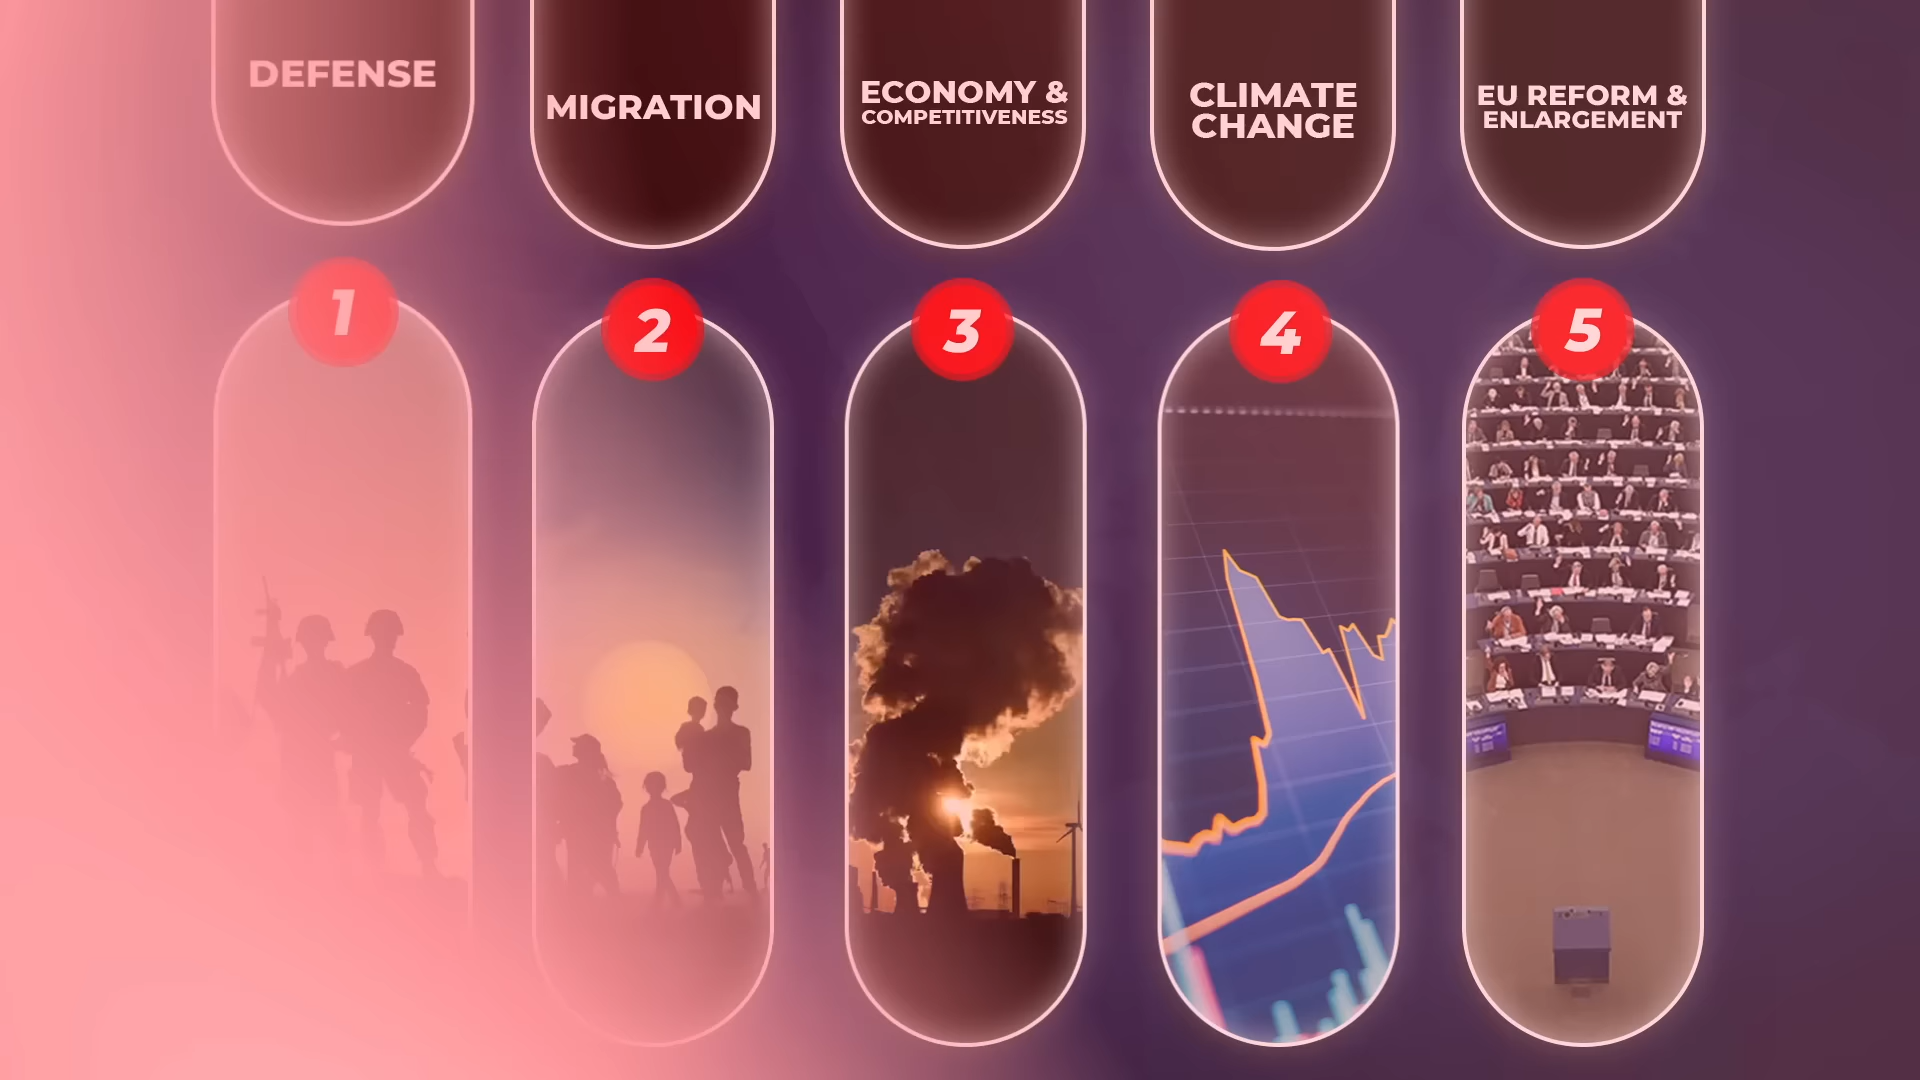 DEFENSE
MIGRATION
ECONOMY &
COMPETITIVENESS
CLIMATE
CHANGE
EU REFORM &
ENLARGEMENT
1
2
3
4
5